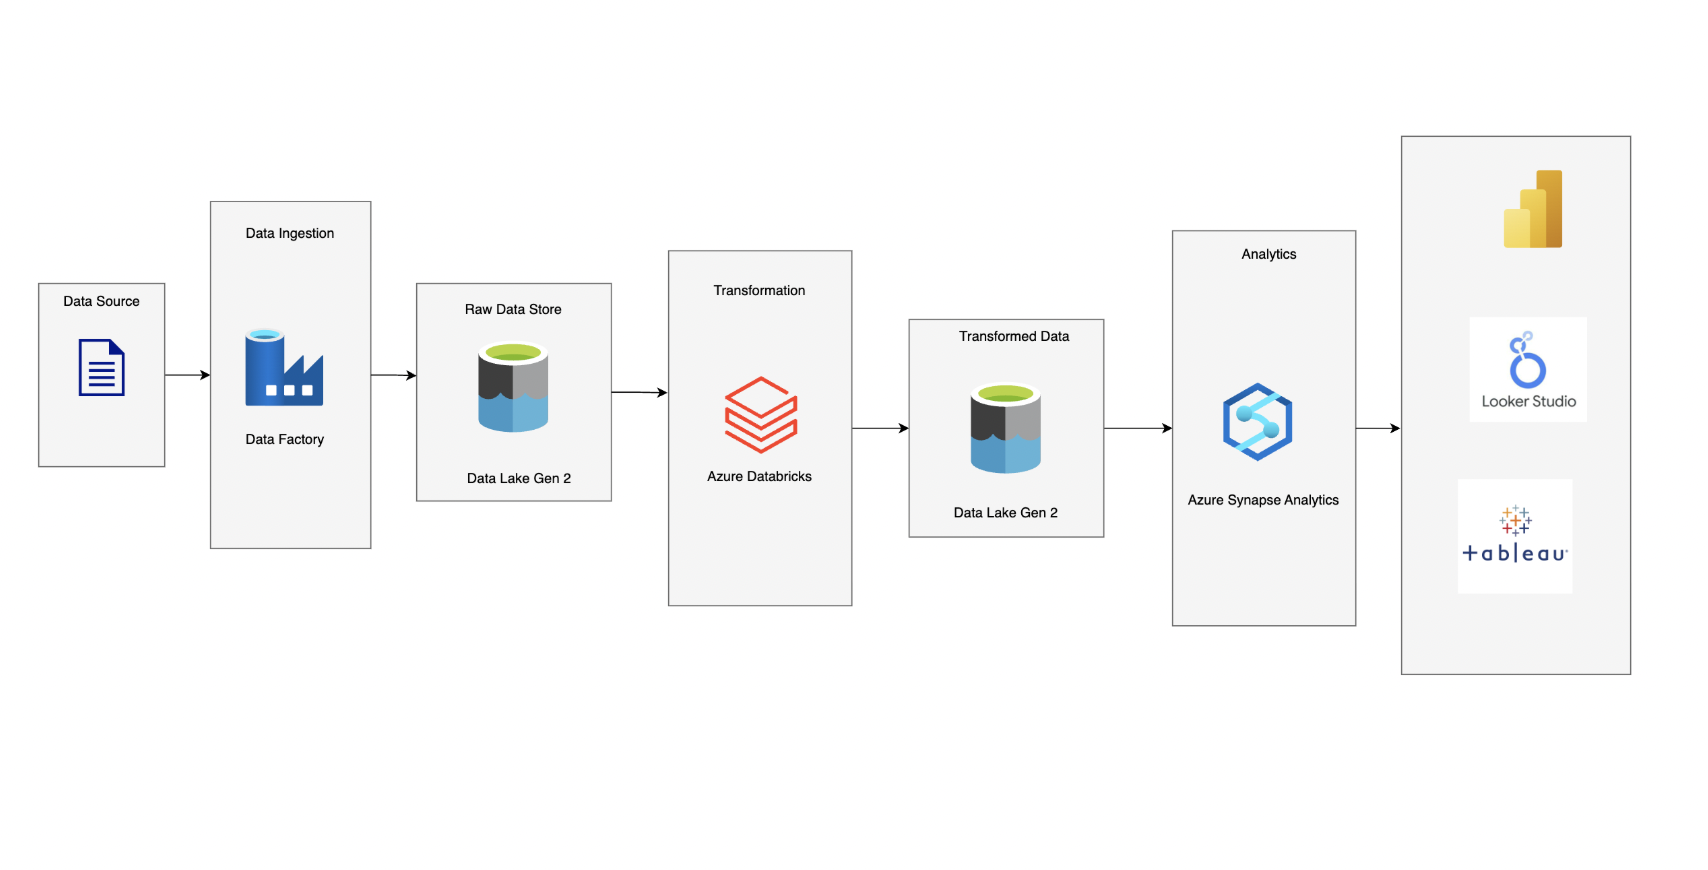 Data Source
Data Ingestion
Data Factory
Raw Data Store
Data Lake Gen 2
Transformation
Azure Databricks
Transformed Data
Data Lake Gen 2
Analytics
Azure Synapse Analytics
Looker Studio
+ableau